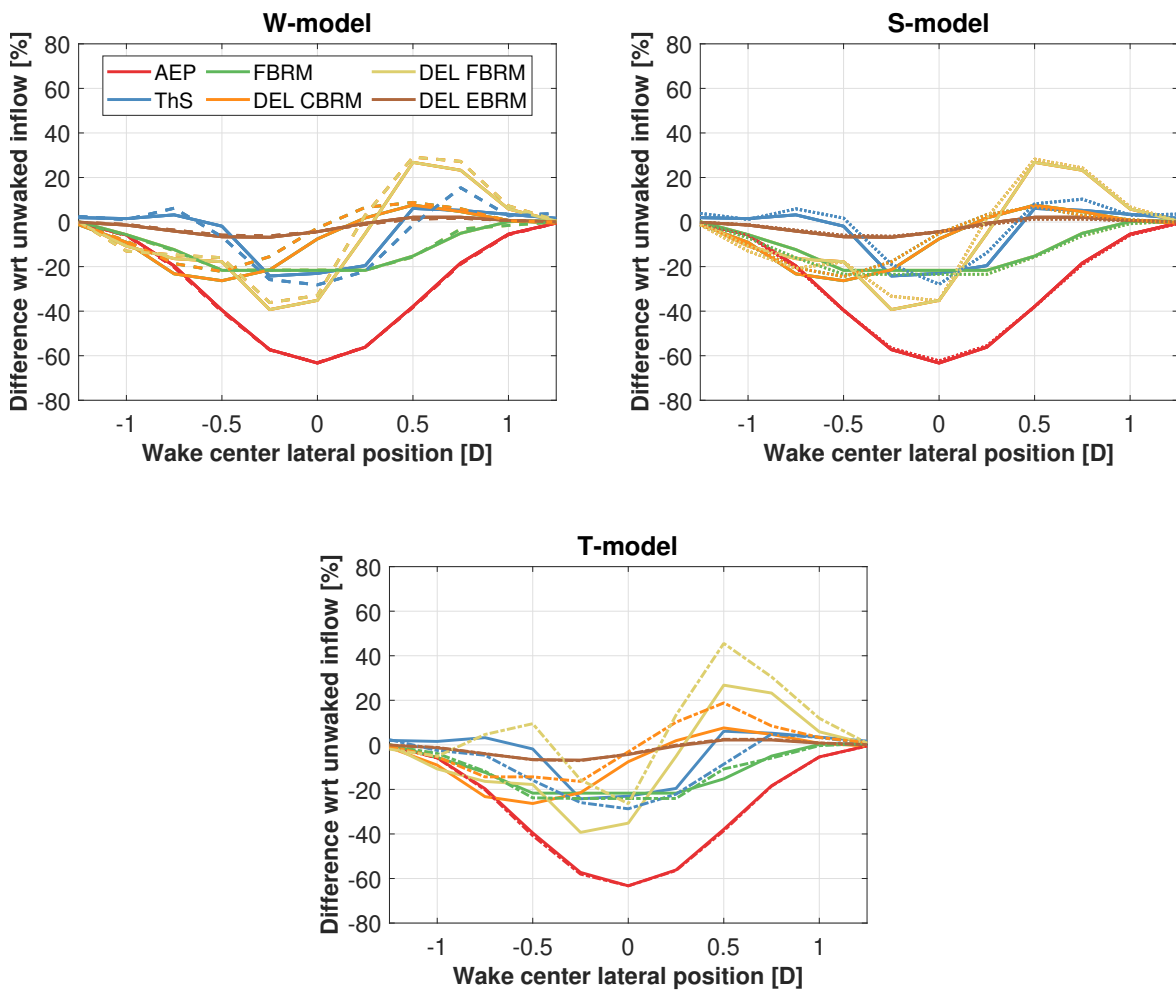 W-model
Difference wrt unwaked inflow [%]
80
60
40
20
0
-20
-40
-60
-80
AEP FBRM DEL FBRM
ThS DEL CBRM DEL EBRM
-1 -0.5 0 0.5 1
Wake center lateral position [D]
S-model
Difference wrt unwaked inflow [%]
80
60
40
20
0
-20
-40
-60
-80
-1 -0.5 0 0.5 1
Wake center lateral position [D]
T-model
Difference wrt unwaked inflow [%]
80
60
40
20
0
-20
-40
-60
-80
-1 -0.5 0 0.5 1
Wake center lateral position [D]